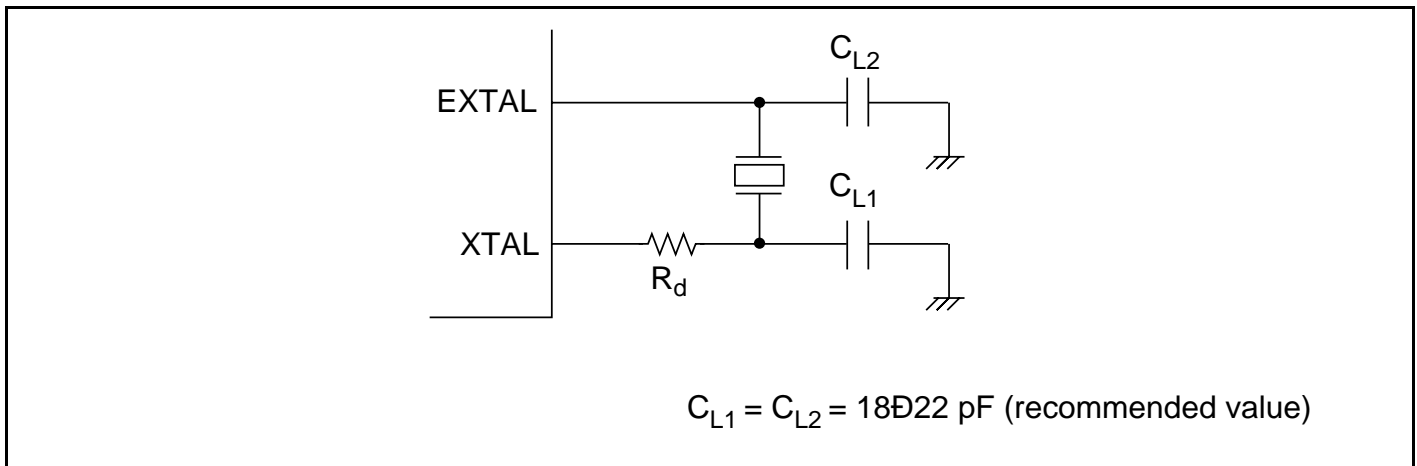 C_L2
EXTAL
C_L1
XTAL
R_d
C_L1 = C_L2 = 18Ð22 pF (recommended value)